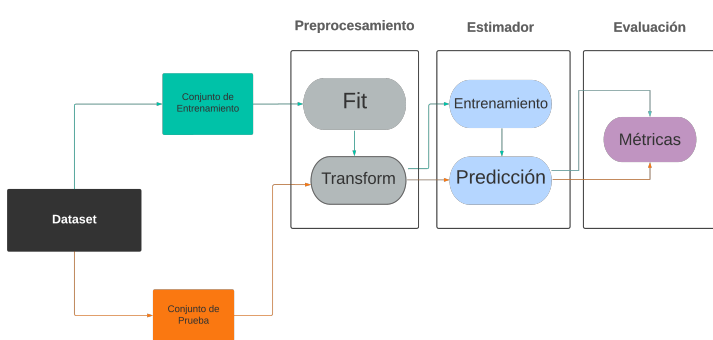 Preprocesamiento
Estimador
Evaluación
Conjunto de
Entrenamiento
Fit
Entrenamiento
Métricas
Transform
Predicción
Dataset
Conjunto de
Prueba